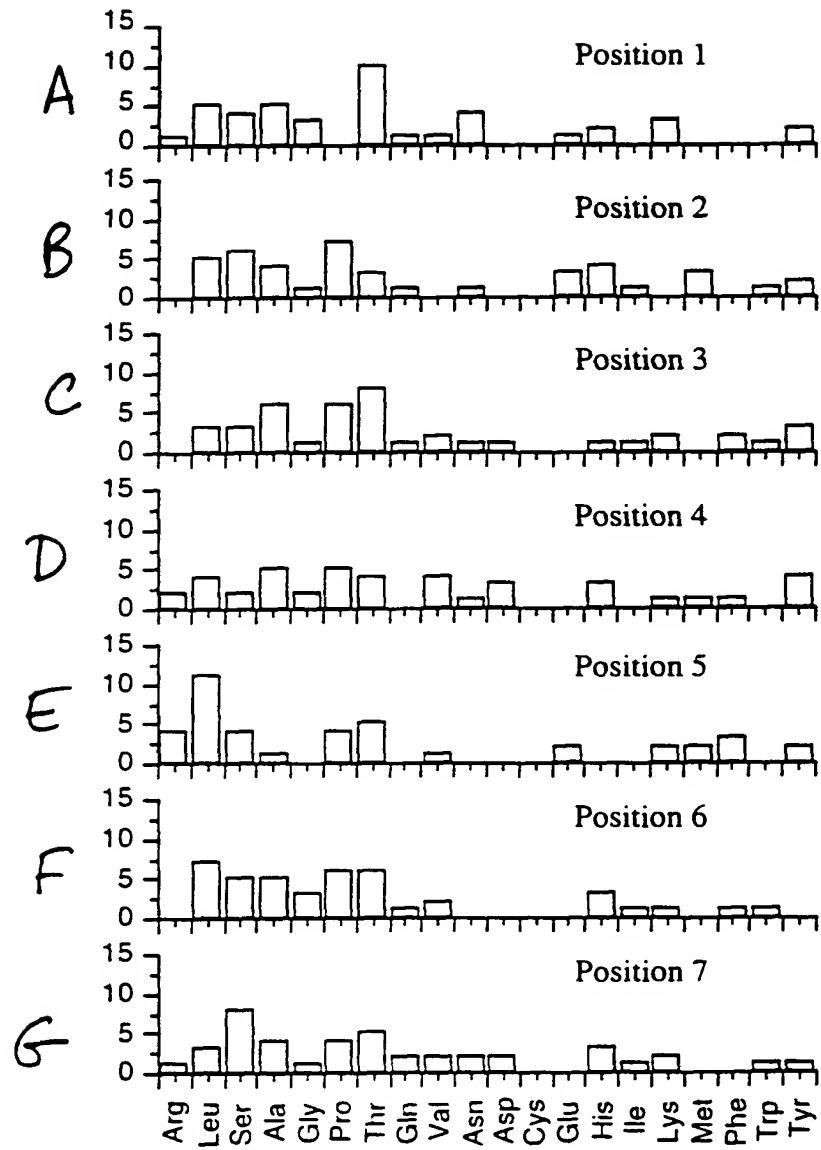 15
10
5
0
A
Position 1
15
10
5
0
B
Position 2
15
10
5
0
C
Position 3
15
10
5
0
D
Position 4
15
10
5
0
E
Position 5
15
10
5
0
F
Position 6
15
10
5
0
G
Position 7
Arg Leu Ser Ala Gly Pro Thr Gln Val Asn Asp Cys Glu His Ile Lys Met Phe Trp Tyr